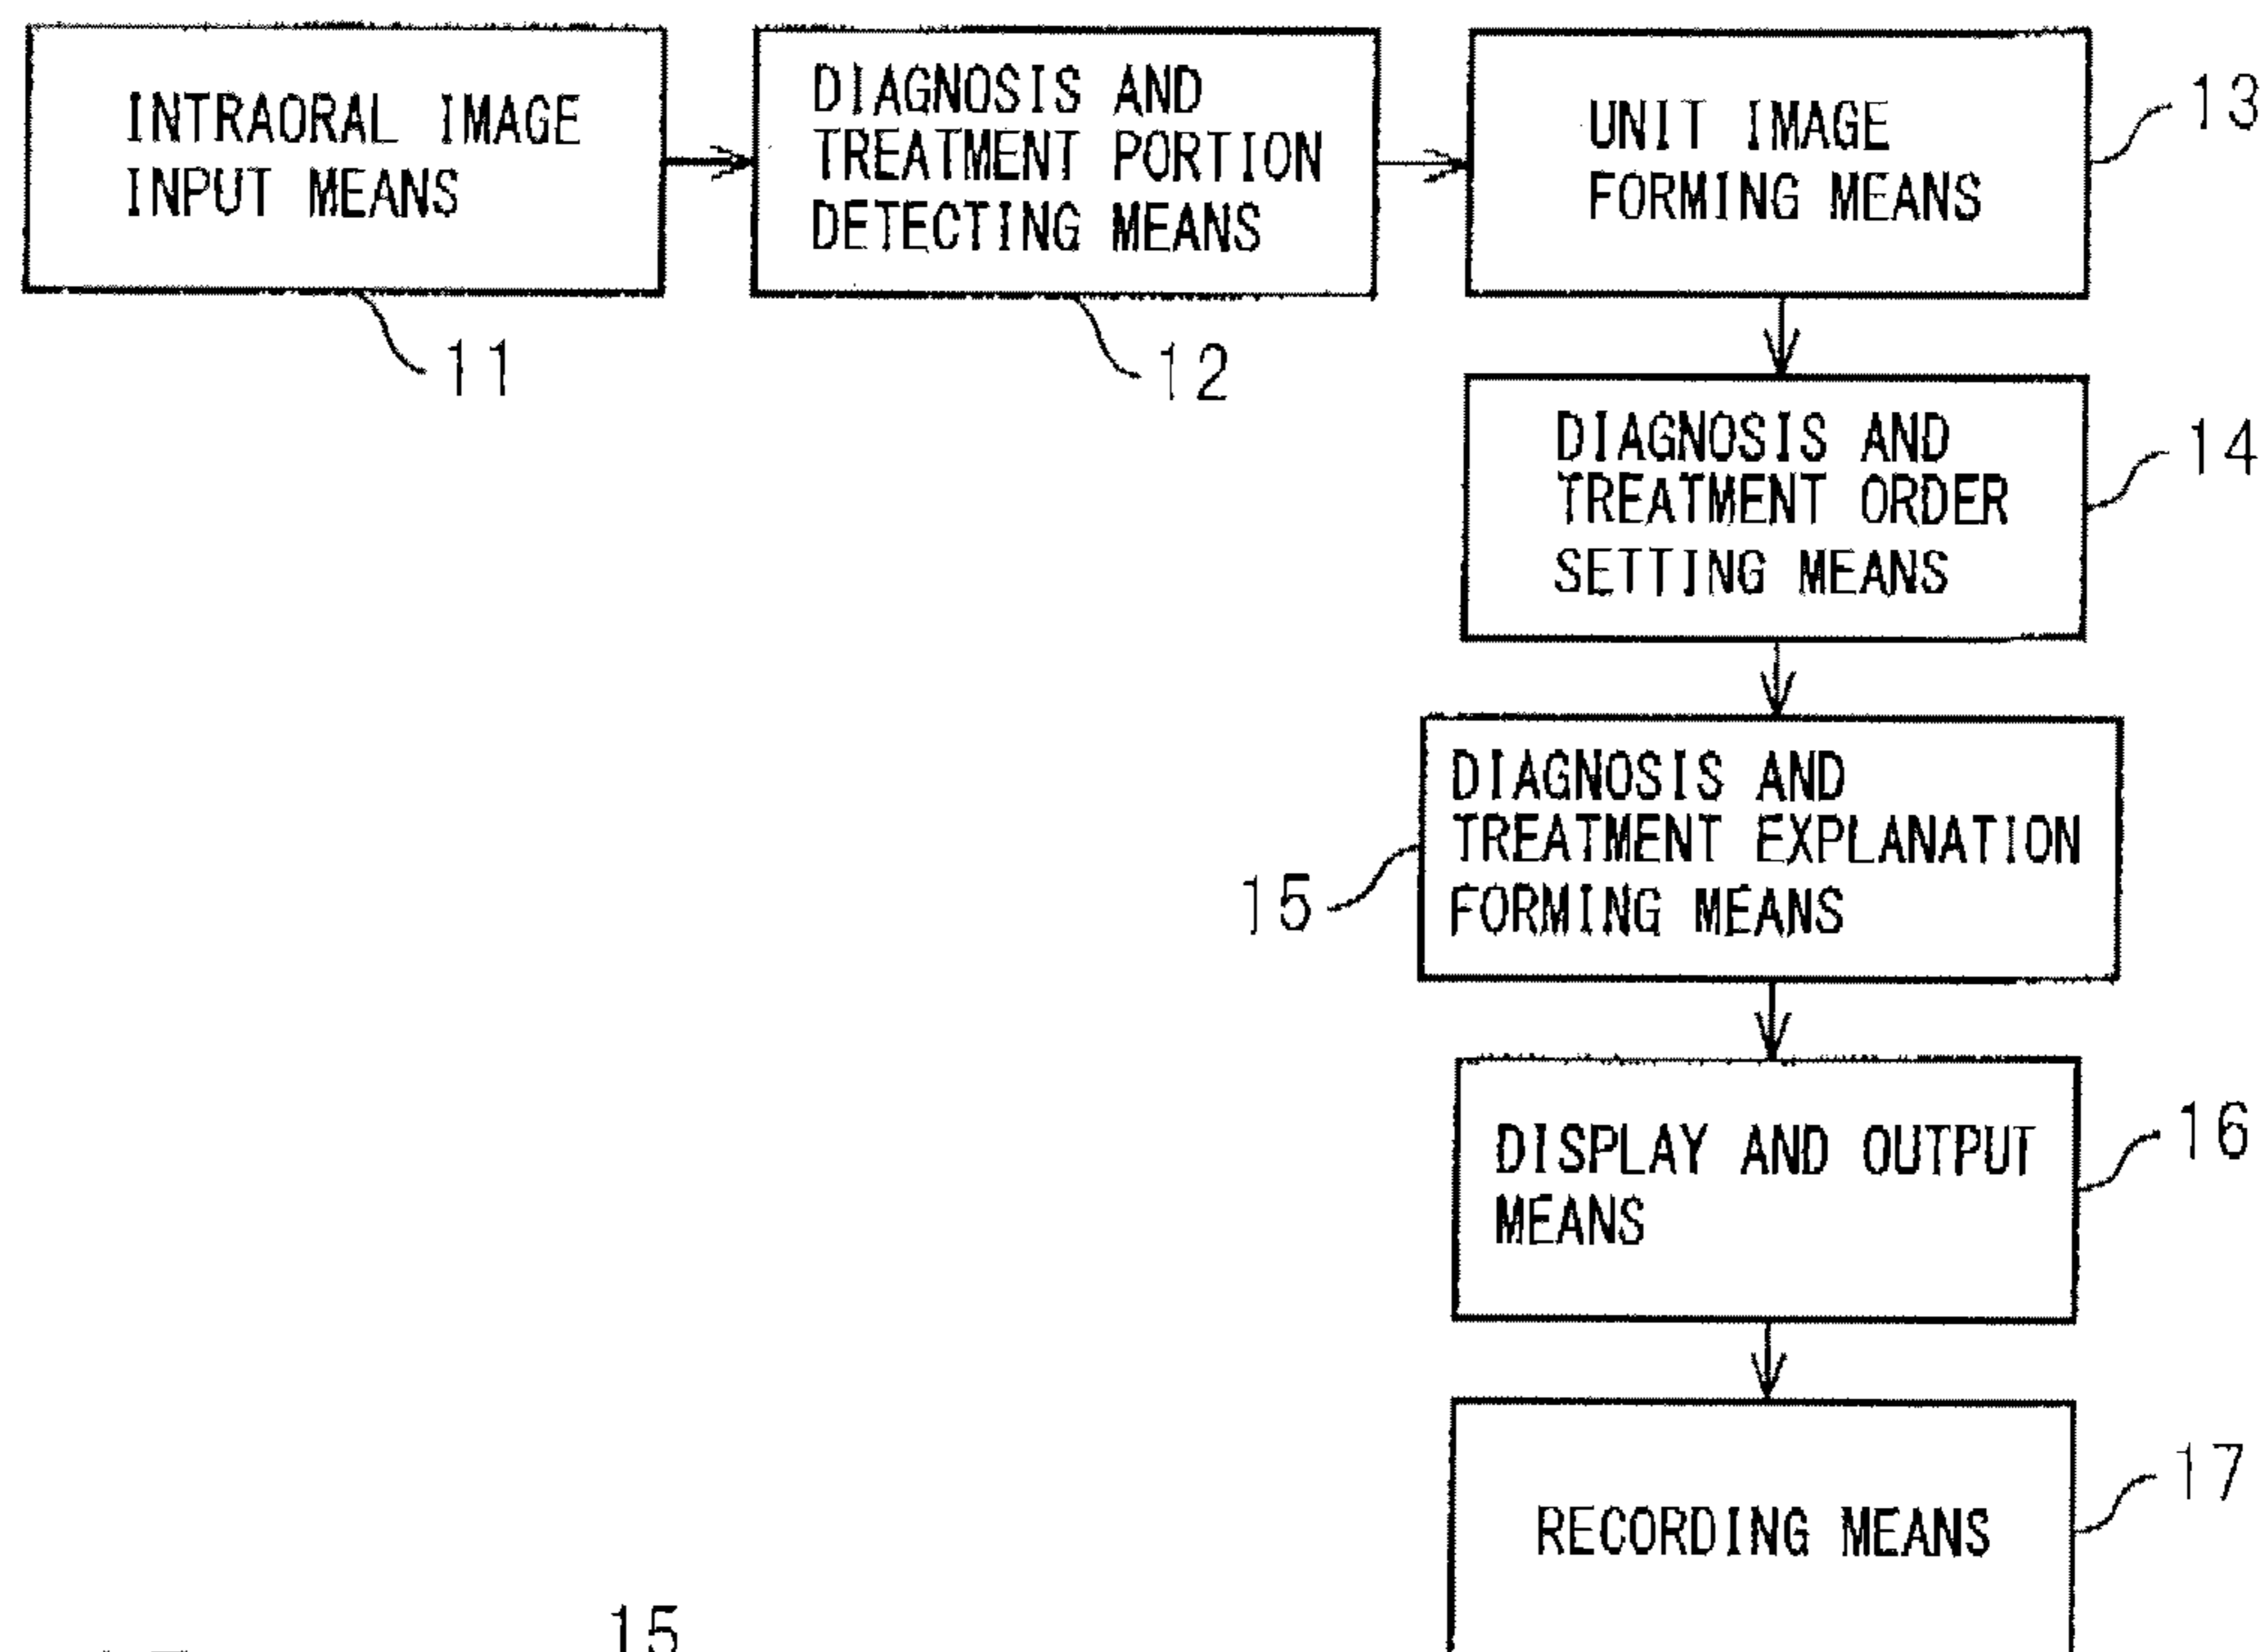 INTRAORAL IMAGE
INPUT MEANS
11
DIAGNOSIS AND
TREATMENT PORTION
DETECTING MEANS
12
UNIT IMAGE
FORMING MEANS
13
DIAGNOSIS AND
TREATMENT ORDER
SETTING MEANS
14
DIAGNOSIS AND
TREATMENT EXPLANATION
FORMING MEANS
15
DISPLAY AND OUTPUT
MEANS
16
RECORDING MEANS
17
15